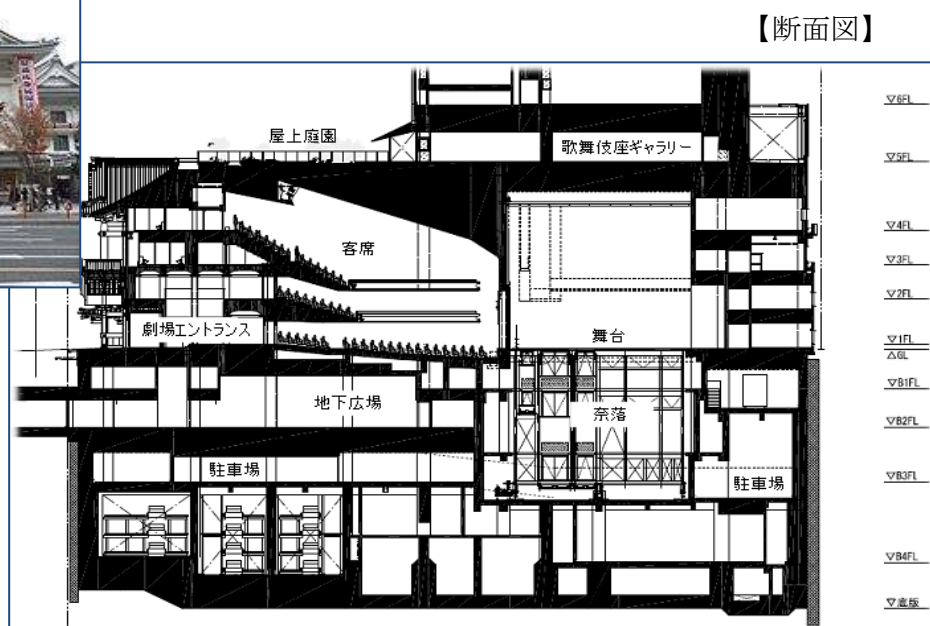 【断面図】
▽6FL
屋上庭園
歌舞伎座ギャラリー
▽5FL
▽4FL
客席
▽3FL
▽2FL
劇場エントランス
舞台
▽1FL
△GL
▽B1FL
地下広場
奈落
▽B2FL
駐車場
▽B3FL
駐車場
▽B4FL
▽底版